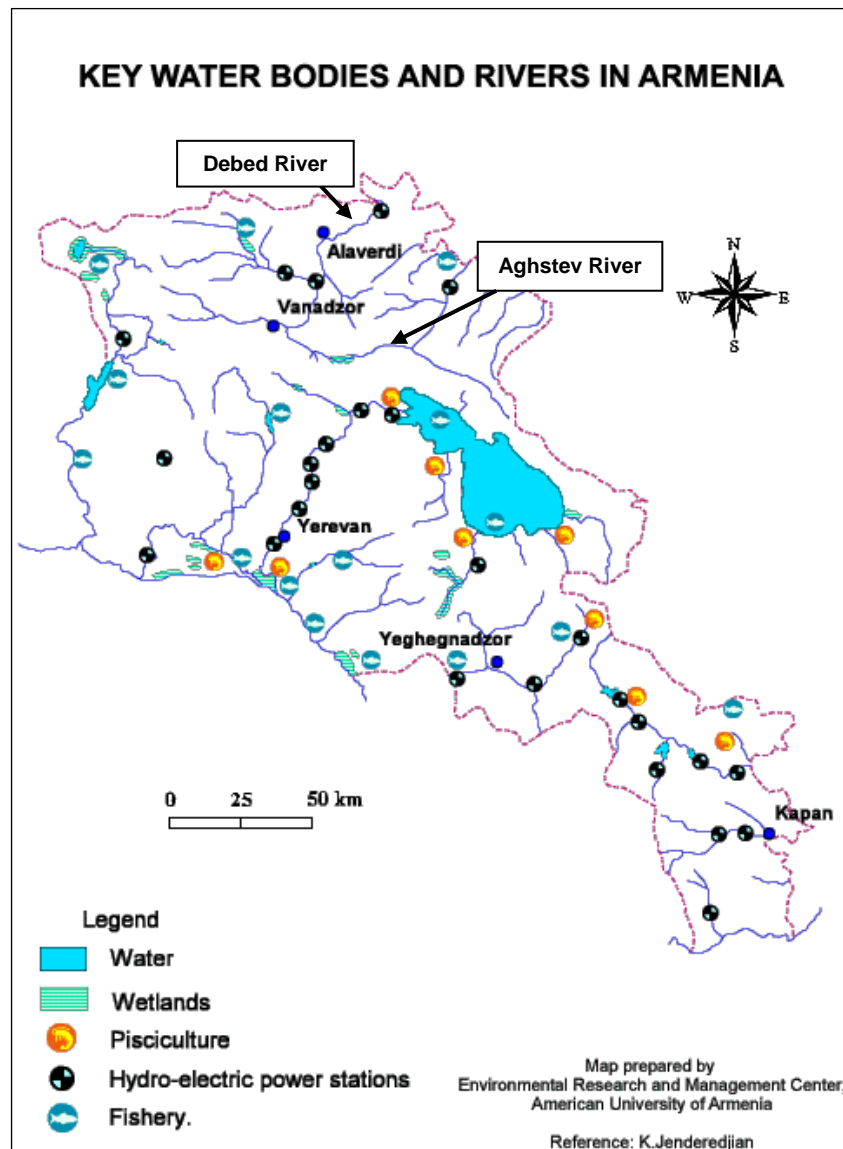 KEY WATER BODIES AND RIVERS IN ARMENIA
Debed River
Alaverdi
Aghstev River
N
W
E
S
Vanadzor
Yerevan
Yeghegnadzor
0 25 50 km
Kapan
Legend
Water
Wetlands
Pisciculture
Hydro-electric power stations
Fishery.
Map prepared by
Environmental Research and Management Center,
American University of Armenia
Reference: K.Jenderedjian